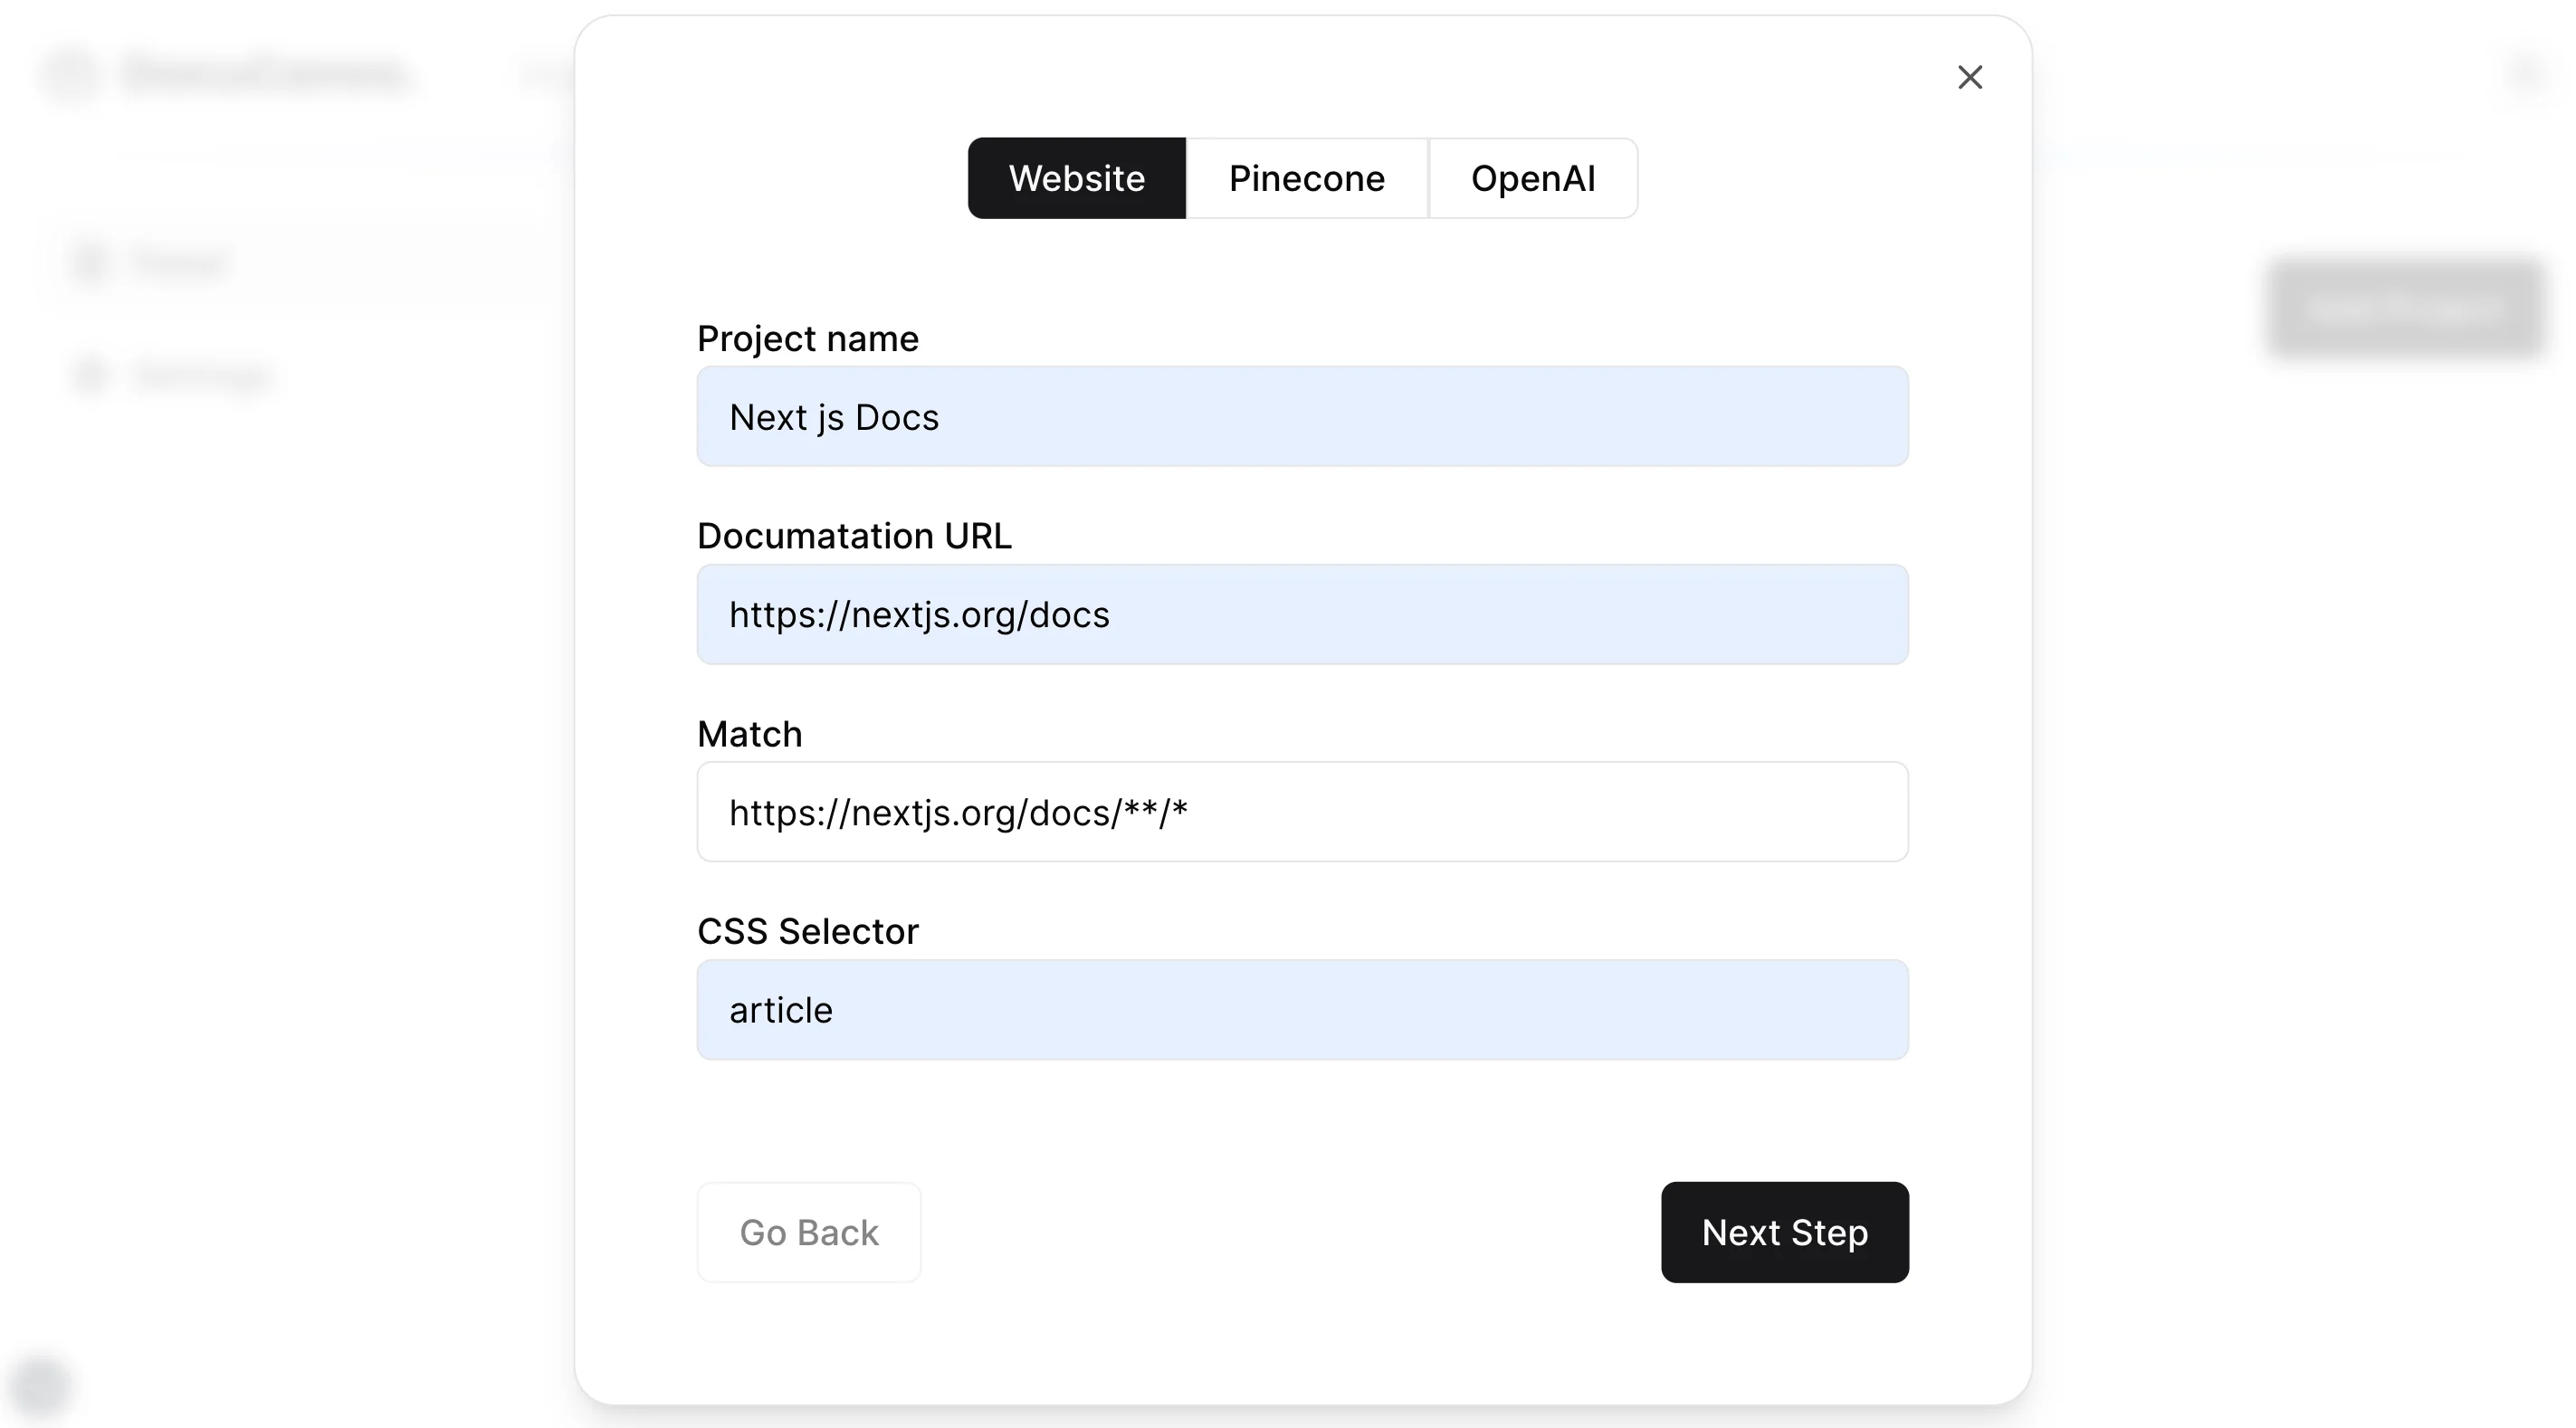 Website
Pinecone
OpenAI
Project name
Next js Docs
Documatation URL
https://nextjs.org/docs
Match
https://nextjs.org/docs/**/*
CSS Selector
article
Go Back
Next Step